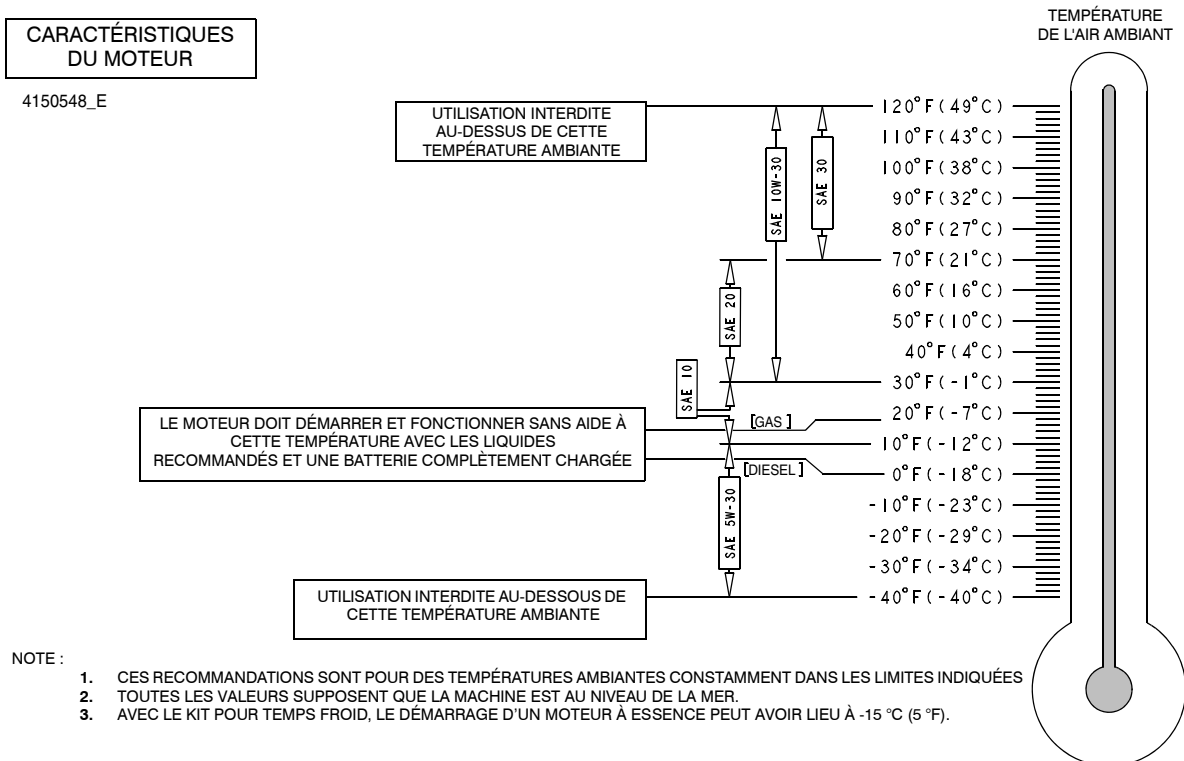 CARACTÉRISTIQUES
DU MOTEUR
4150548_E
TEMPÉRATURE
DE L'AIR AMBIANT
UTILISATION INTERDITE
AU-DESSUS DE CETTE
TEMPÉRATURE AMBIANTE
SAE 10W-30
SAE 30
SAE 20
SAE 10
SAE 5W-30
120°F(49°C)
110°F(43°C)
100°F(38°C)
90°F(32°C)
80°F(27°C)
70°F(21°C)
60°F(16°C)
50°F(10°C)
40°F(4°C)
30°F(-1°C)
20°F(-7°C)
10°F(-12°C)
0°F(-18°C)
-10°F(-23°C)
-20°F(-29°C)
-30°F(-34°C)
-40°F(-40°C)
LE MOTEUR DOIT DÉMARRER ET FONCTIONNER SANS AIDE À
CETTE TEMPÉRATURE AVEC LES LIQUIDES
RECOMMANDÉS ET UNE BATTERIE COMPLÈTEMENT CHARGÉE
[GAS ]
[DIESEL]
UTILISATION INTERDITE AU-DESSOUS DE
CETTE TEMPÉRATURE AMBIANTE
NOTE :
1. CES RECOMMANDATIONS SONT POUR DES TEMPÉRATURES AMBIANTES CONSTAMMENT DANS LES LIMITES INDIQUÉES
2. TOUTES LES VALEURS SUPPOSENT QUE LA MACHINE EST AU NIVEAU DE LA MER.
3. AVEC LE KIT POUR TEMPS FROID, LE DÉMARRAGE D'UN MOTEUR À ESSENCE PEUT AVOIR LIEU À -15 °C (5 °F).